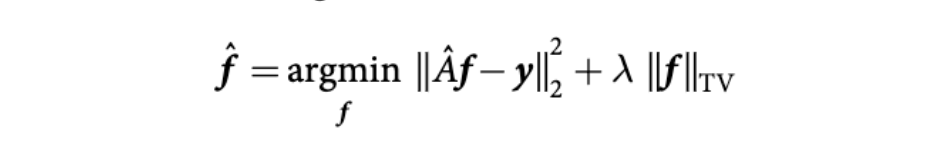 f̂ = argmin ‖Âf − y‖₂² + λ ‖f‖TV
f